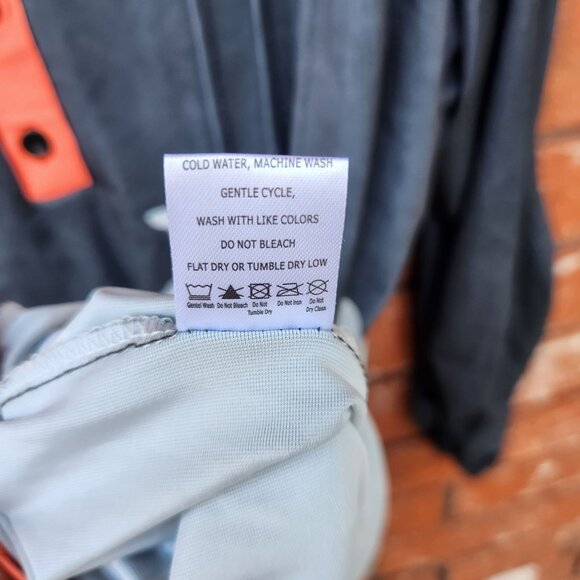 COLD WATER, MACHINE WASH
GENTLE CYCLE,
WASH WITH LIKE COLORS
DO NOT BLEACH
FLAT DRY OR TUMBLE DRY LOW
Gentel Wash Do Not Bleach Do Not Tumble Dry Do Not Iron Do Not Dry Clean